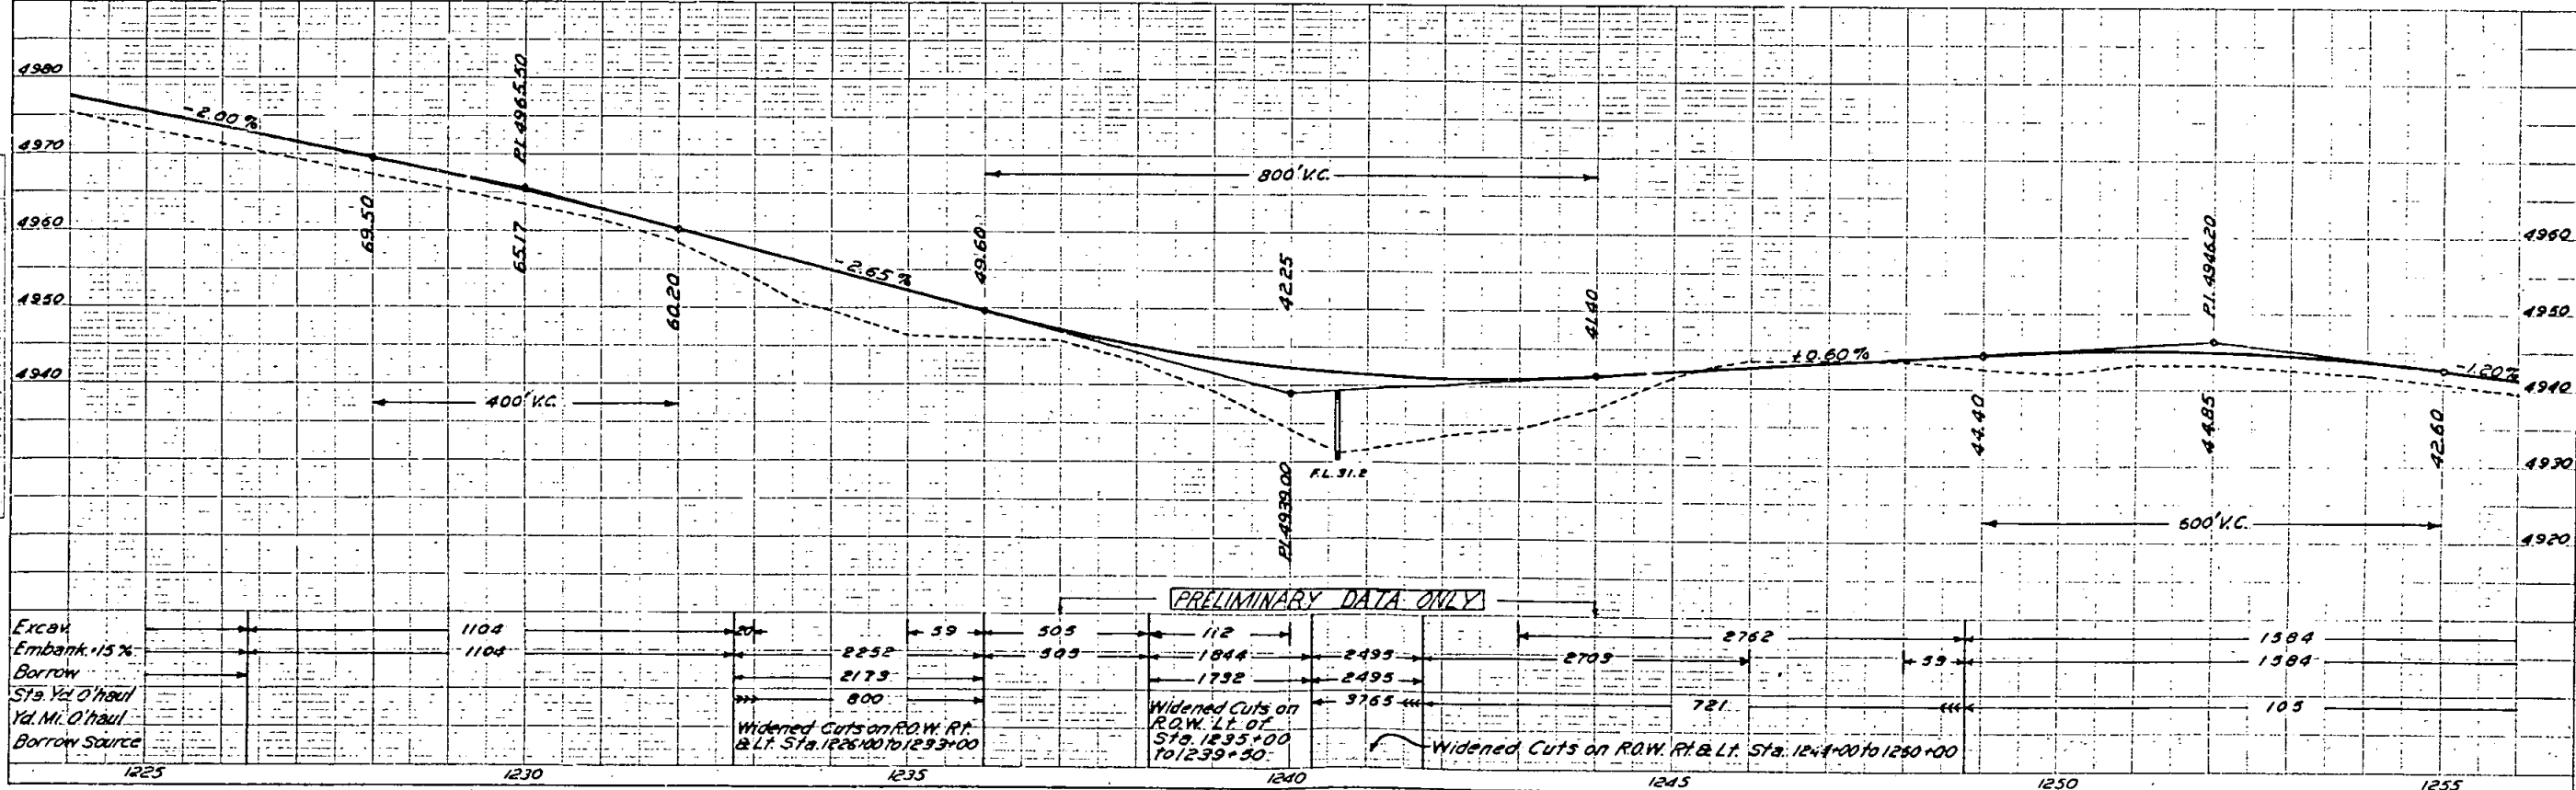 4980
4970
4960
4950
4940
-2.00%
P.I. 4965.50
69.50
65.17
60.20
400' V.C.
-2.65%
49.60
800' V.C.
42.25
P.I. 4939.00
F.L. 31.2
41.40
+0.60%
44.40
P.I. 4946.20
44.85
42.60
-1.20%
600' V.C.
4960
4950
4940
4930
4920
PRELIMINARY DATA ONLY
Excav. 1104 20 59 505 112 2762 1584
Embank.+15% 1104 2252 505 1844 2495 2709 59 1584
Borrow 2173 1732 2495
Sta. Yd. O'haul 800 3765 721 105
Yd. Mi. O'haul
Borrow Source
Widened Cuts on R.O.W. Rt.
& Lt. Sta. 1226+00 to 1233+00
Widened Cuts on
R.O.W. Lt. of
Sta. 1235+00
to 1239+50
Widened Cuts on R.O.W. Rt. & Lt. Sta. 1244+00 to 1260+00
1225 1230 1235 1240 1245 1250 1255